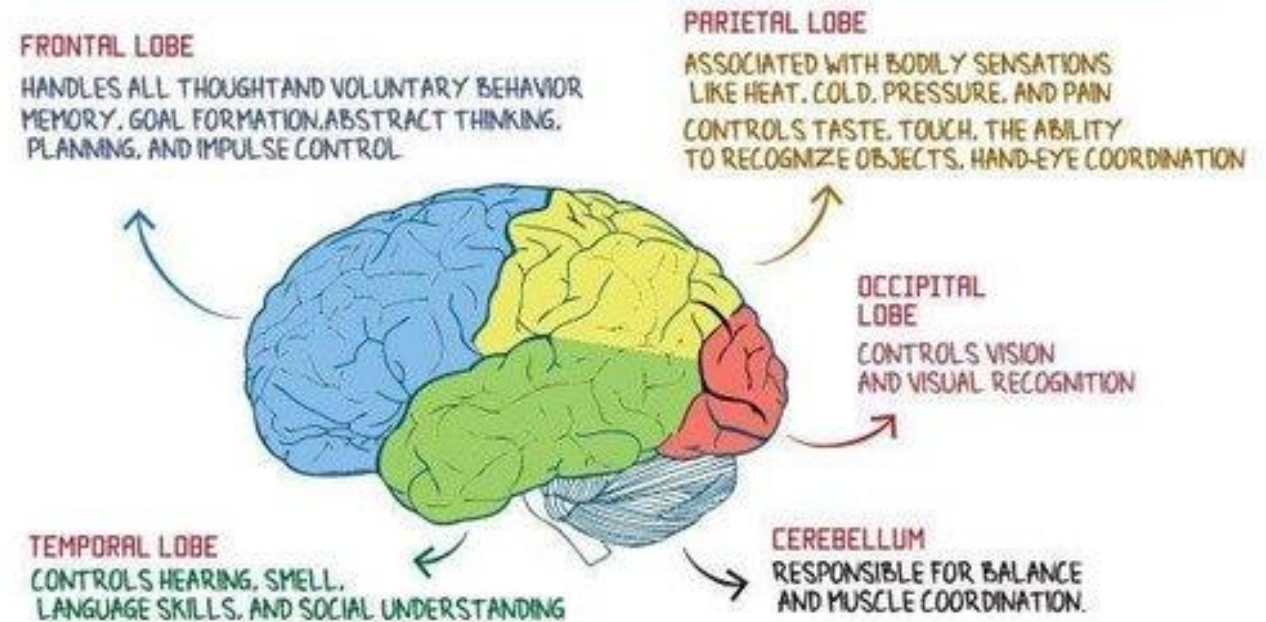 FRONTAL LOBE
HANDLES ALL THOUGHTAND VOLUNTARY BEHAVIOR
MEMORY. GOAL FORMATION.ABSTRACT THINKING.
PLANNING. AND IMPULSE CONTROL
PARIETAL LOBE
ASSOCIATED WITH BODILY SENSATIONS
LIKE HEAT. COLD. PRESSURE. AND PAIN
CONTROLS TASTE. TOUCH. THE ABILITY
TO RECOGNIZE OBJECTS. HAND-EYE COORDINATION
OCCIPITAL
LOBE
CONTROLS VISION
AND VISUAL RECOGNITION
TEMPORAL LOBE
CONTROLS HEARING. SMELL.
LANGUAGE SKILLS. AND SOCIAL UNDERSTANDING
CEREBELLUM
RESPONSIBLE FOR BALANCE
AND MUSCLE COORDINATION.